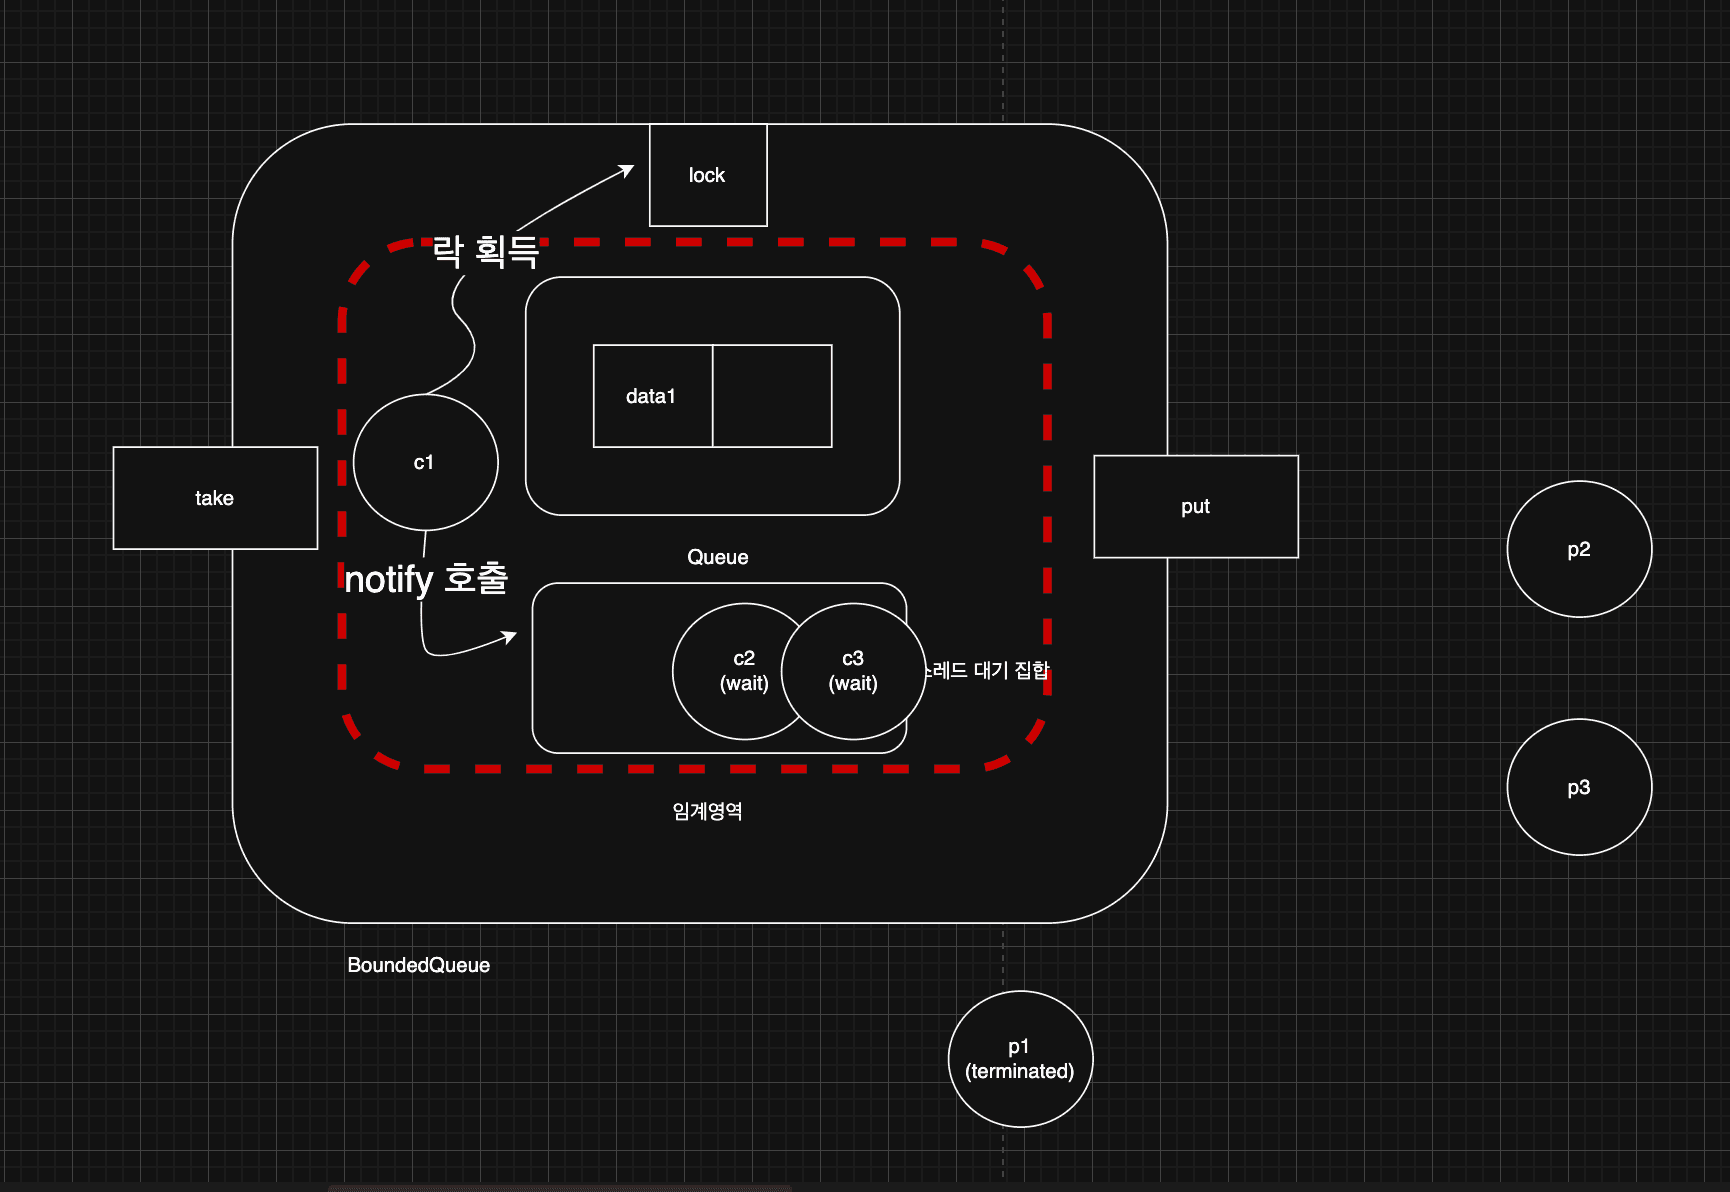 lock
락 획득
data1
c1
take
put
p2
Queue
notify 호출
c2
(wait)
c3
(wait)
레드 대기 집합
p3
임계영역
BoundedQueue
p1
(terminated)